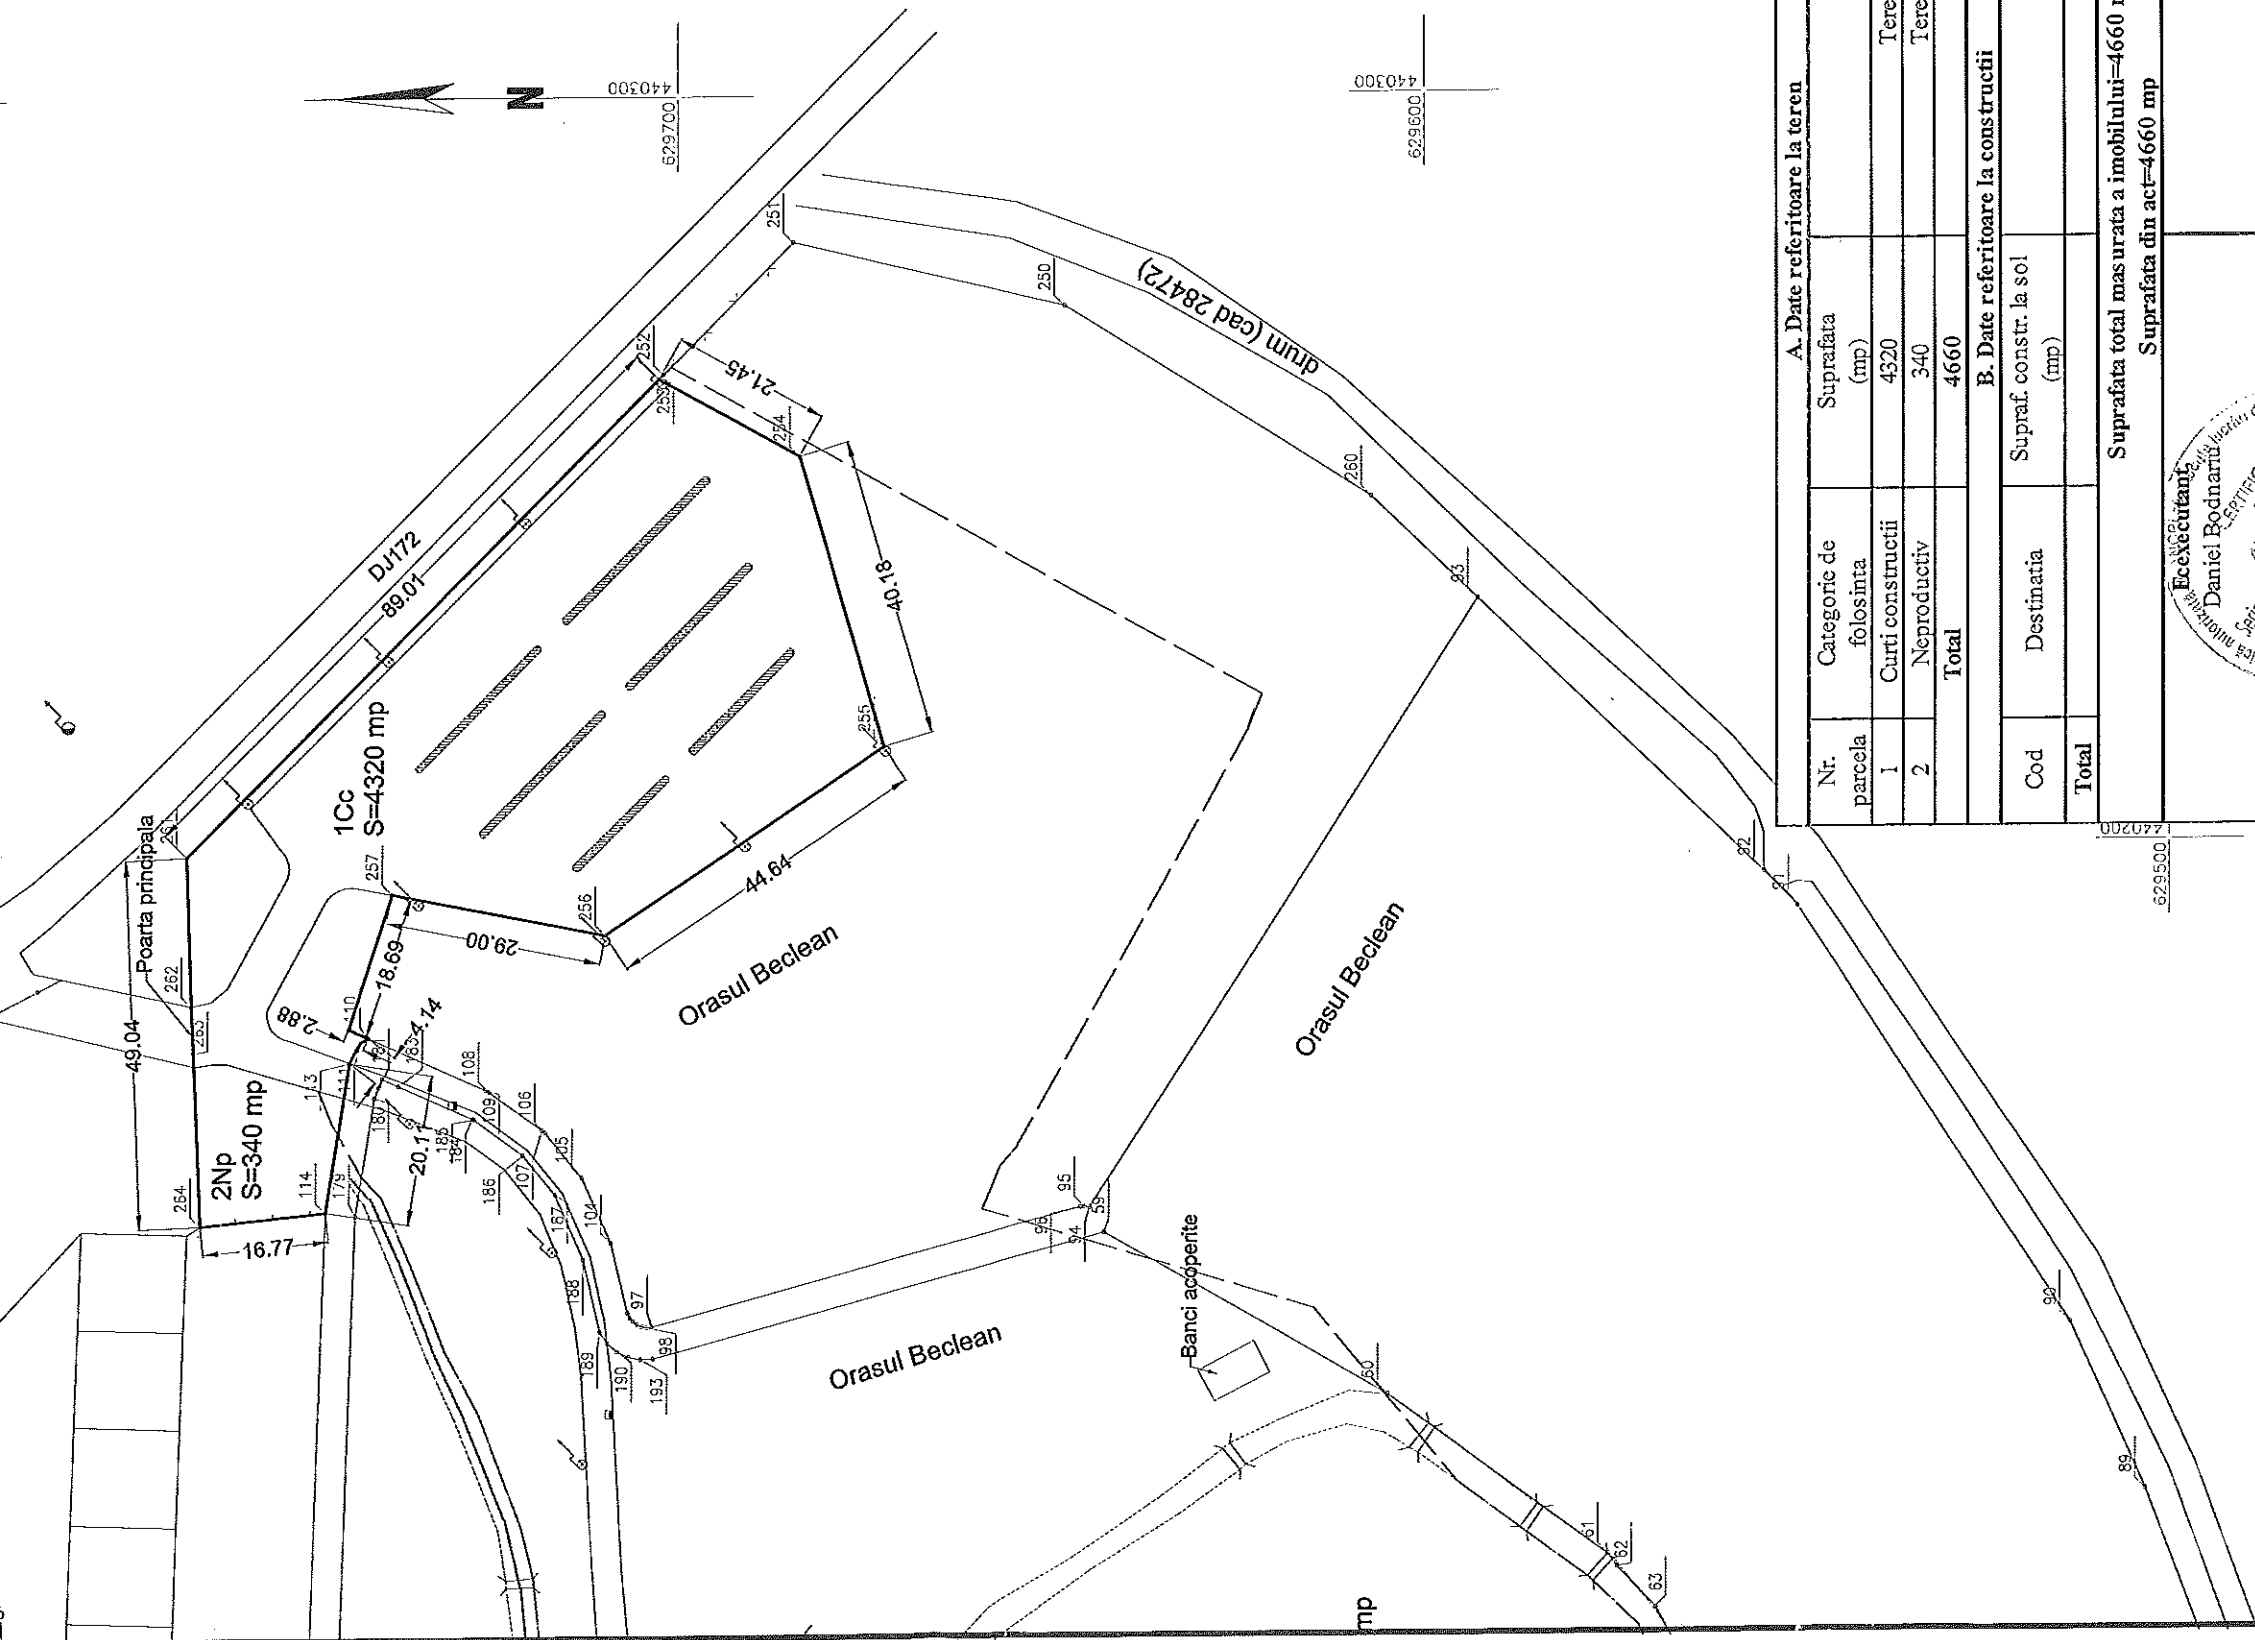 N
440300
629700
440300
629600
440200
629500
DJ172
89.01
Poarta principala
49.04
261
262
263
264
16.77
2Np
S=340 mp
1Cc
S=4320 mp
257
256
255
254
253
252
251
250
260
93
92
91
90
89
21.45
40.18
44.64
29.00
18.69
2.88
4.14
20.11
110
111
113
114
179
180
181
183
184
185
186
187
188
189
190
193
108
109
106
107
105
104
97
98
96
95
94
59
60
61
62
63
drum (cad 28472)
Orasul Beclean
Orasul Beclean
Orasul Beclean
Banci acoperite
mp
A. Date referitoare la teren
Nr. parcela Categorie de folosinta Suprafata (mp)
1 Curti constructii 4320 Tere
2 Neproductiv 340 Tere
Total 4660
B. Date referitoare la constructii
Cod Destinatia Supraf. constr. la sol (mp)
Total
Suprafata total masurata a imobilului=4660
Suprafata din act=4660 mp
Ecexecutant,
Daniel Bodnariu